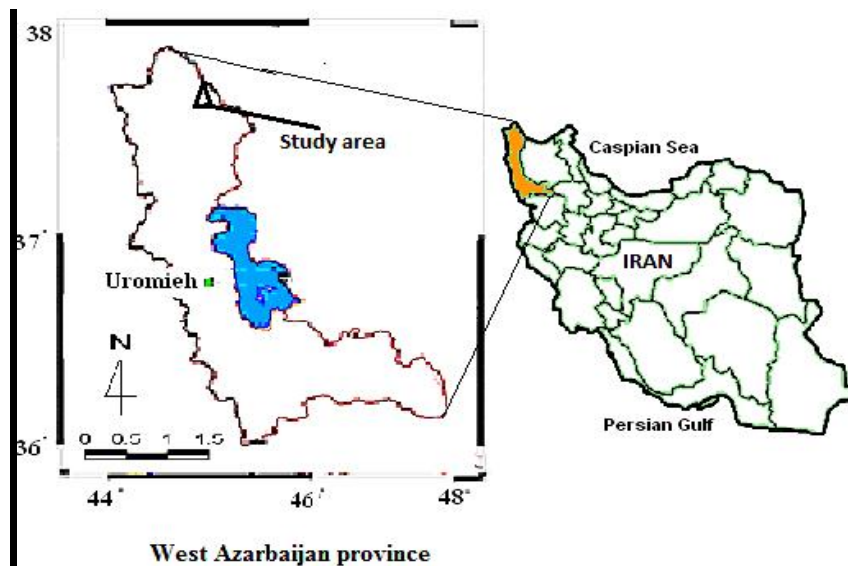 38
37
36
44°
46
48°
Study area
Uromieh
N
0 0.5 1 1.5
Caspian Sea
IRAN
Persian Gulf
West Azarbaijan province